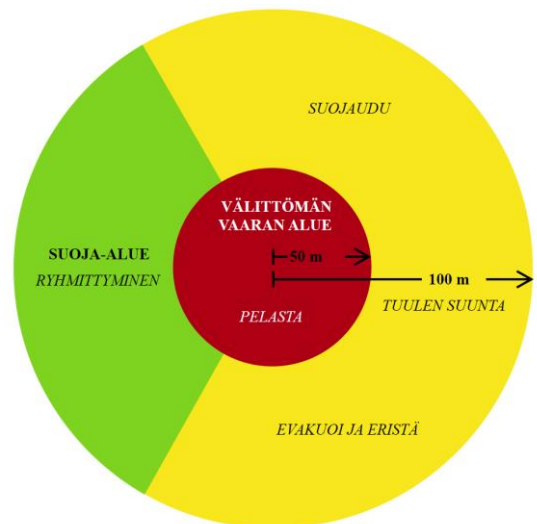 SUOJAUDU
VÄLITTÖMÄN
VAARAN ALUE
SUOJA-ALUE
RYHMITTYMINEN
50 m
100 m
TUULEN SUUNTA
PELASTA
EVAKUOI JA ERISTÄ